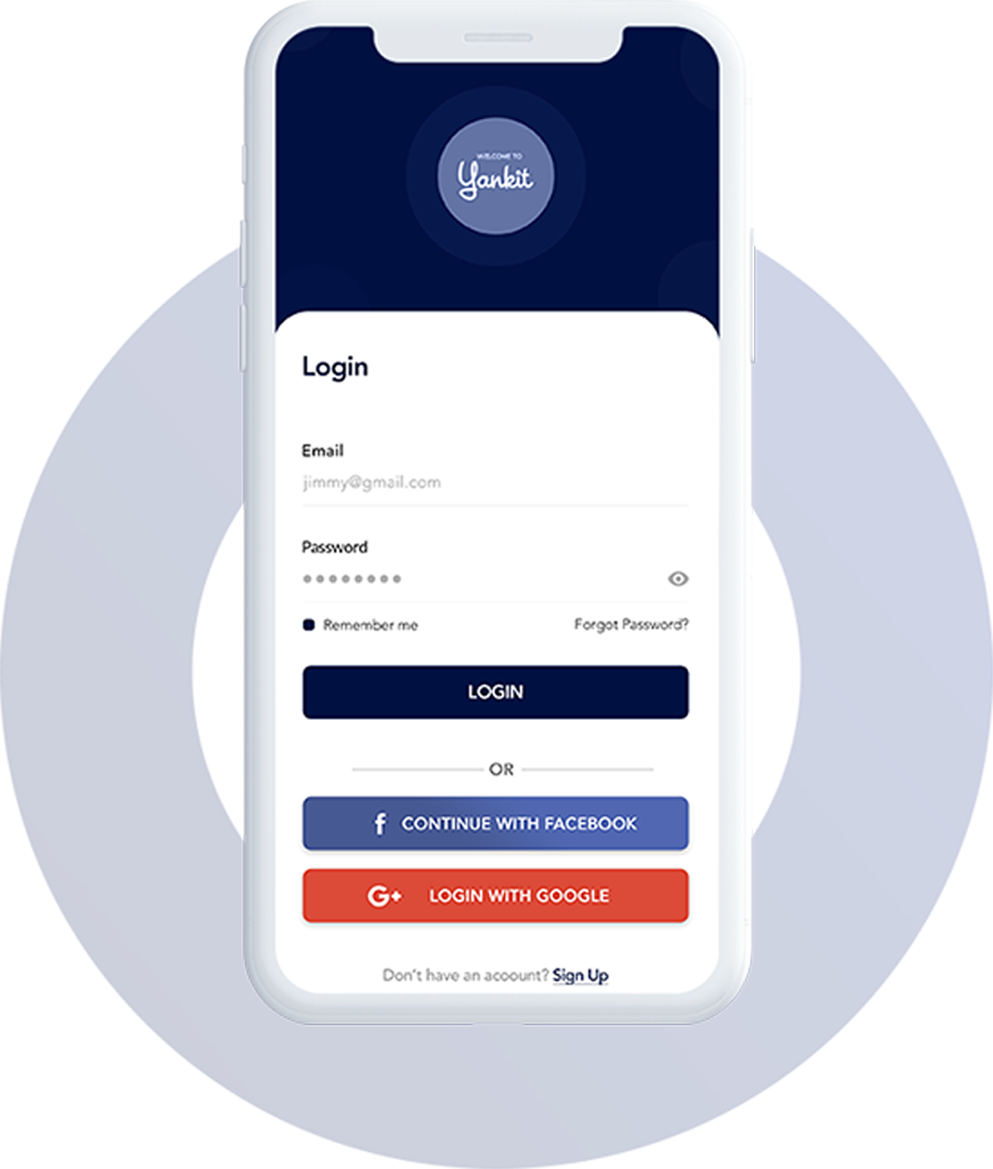 WELCOME TO
Yankit
Login
Email
jimmy@gmail.com
Password
Remember me
Forgot Password?
LOGIN
OR
f CONTINUE WITH FACEBOOK
G+ LOGIN WITH GOOGLE
Don't have an acoount? Sign Up